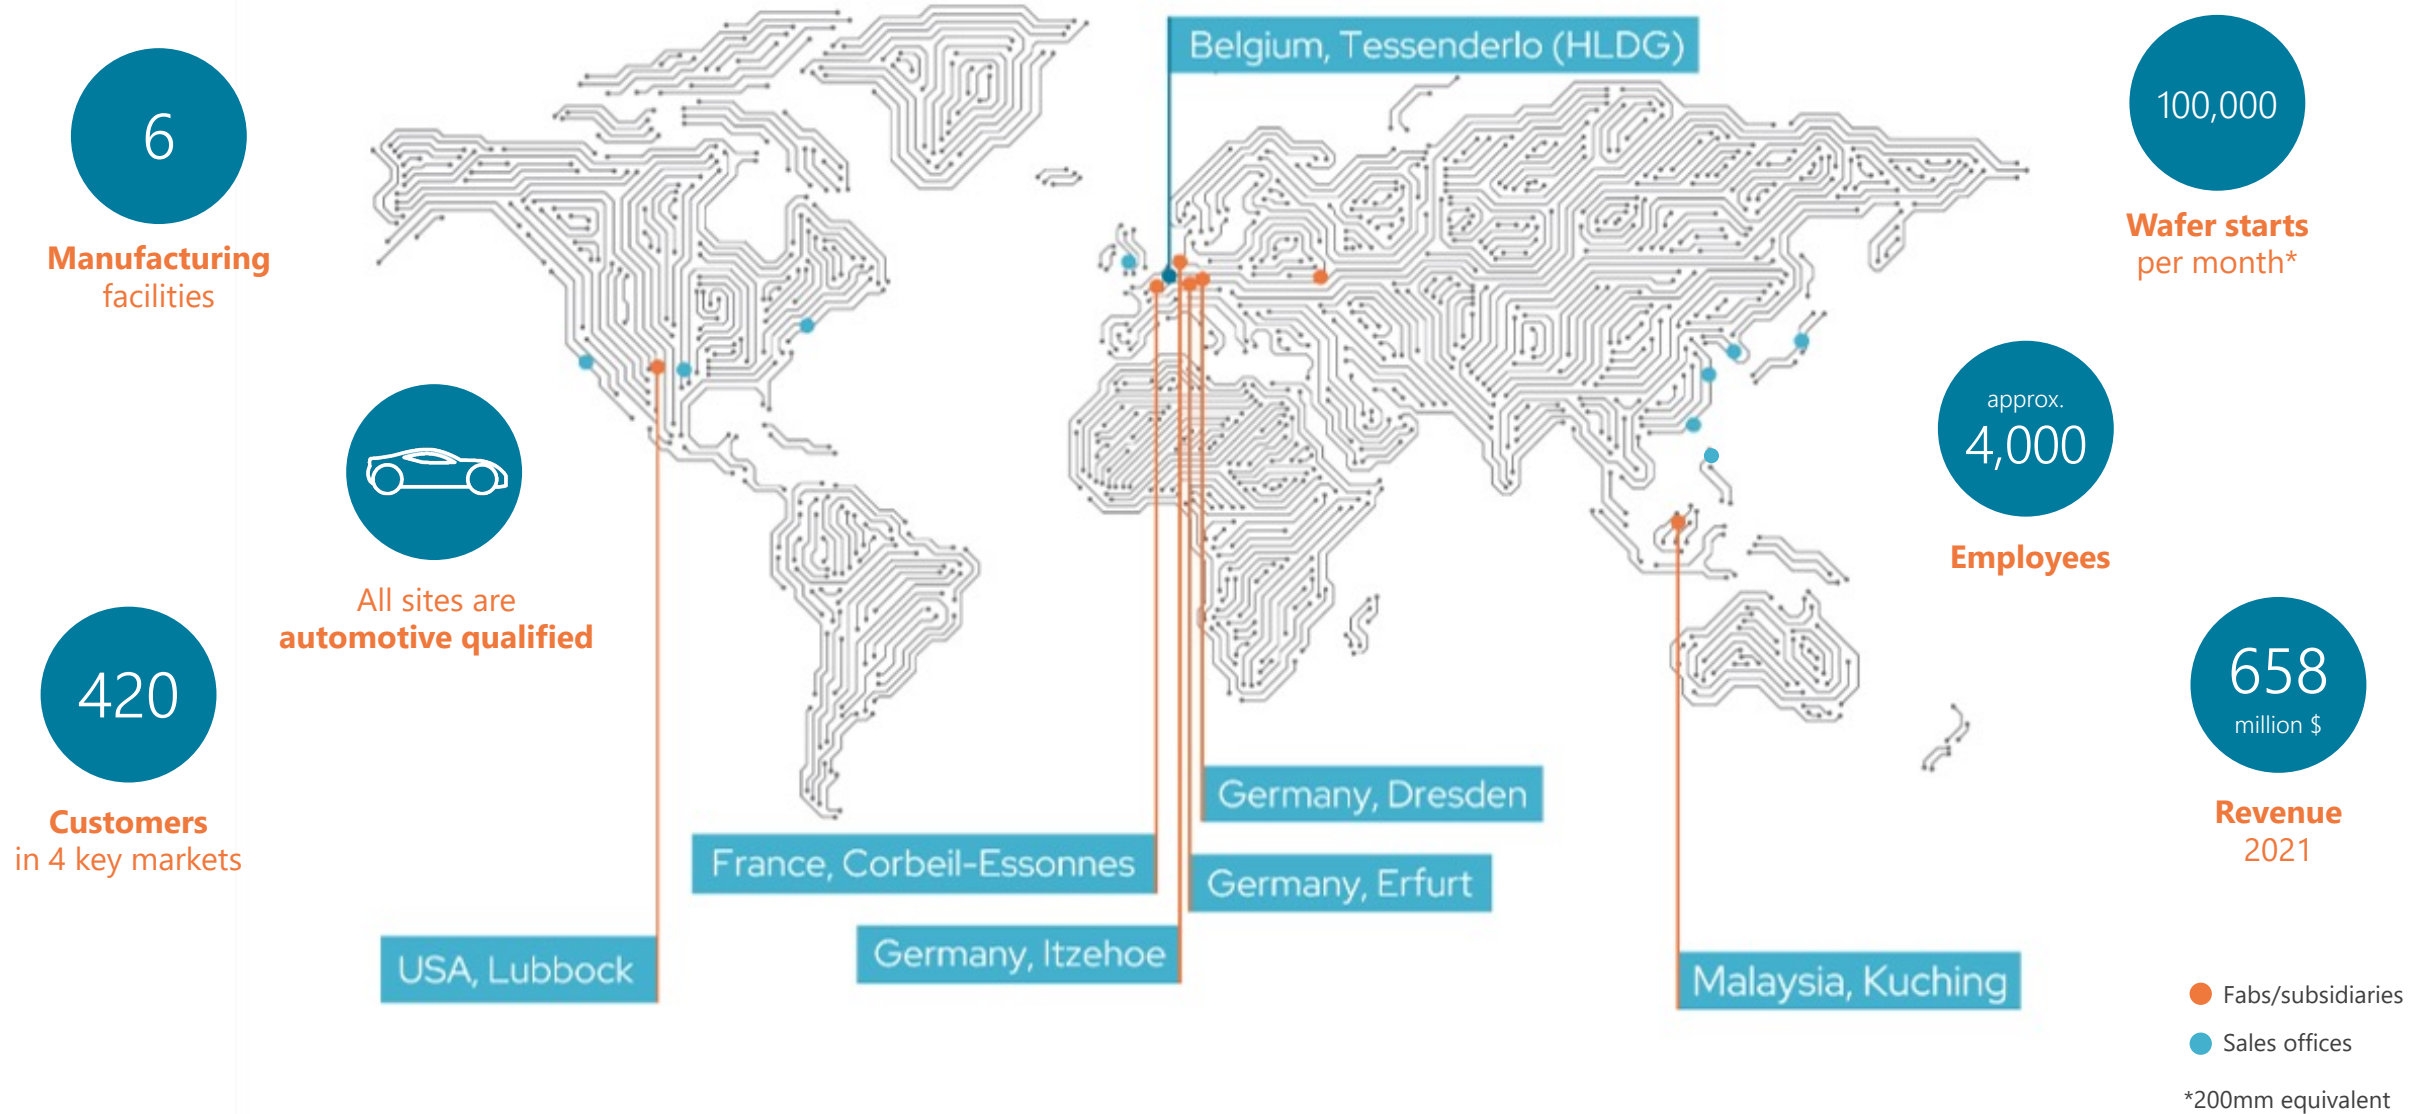 6
Manufacturing
facilities
All sites are
automotive qualified
420
Customers
in 4 key markets
Belgium, Tessenderlo (HLDG)
Germany, Dresden
France, Corbeil-Essonnes
Germany, Erfurt
Germany, Itzehoe
USA, Lubbock
Malaysia, Kuching
100,000
Wafer starts
per month*
approx.
4,000
Employees
658
million $
Revenue
2021
Fabs/subsidiaries
Sales offices
*200mm equivalent